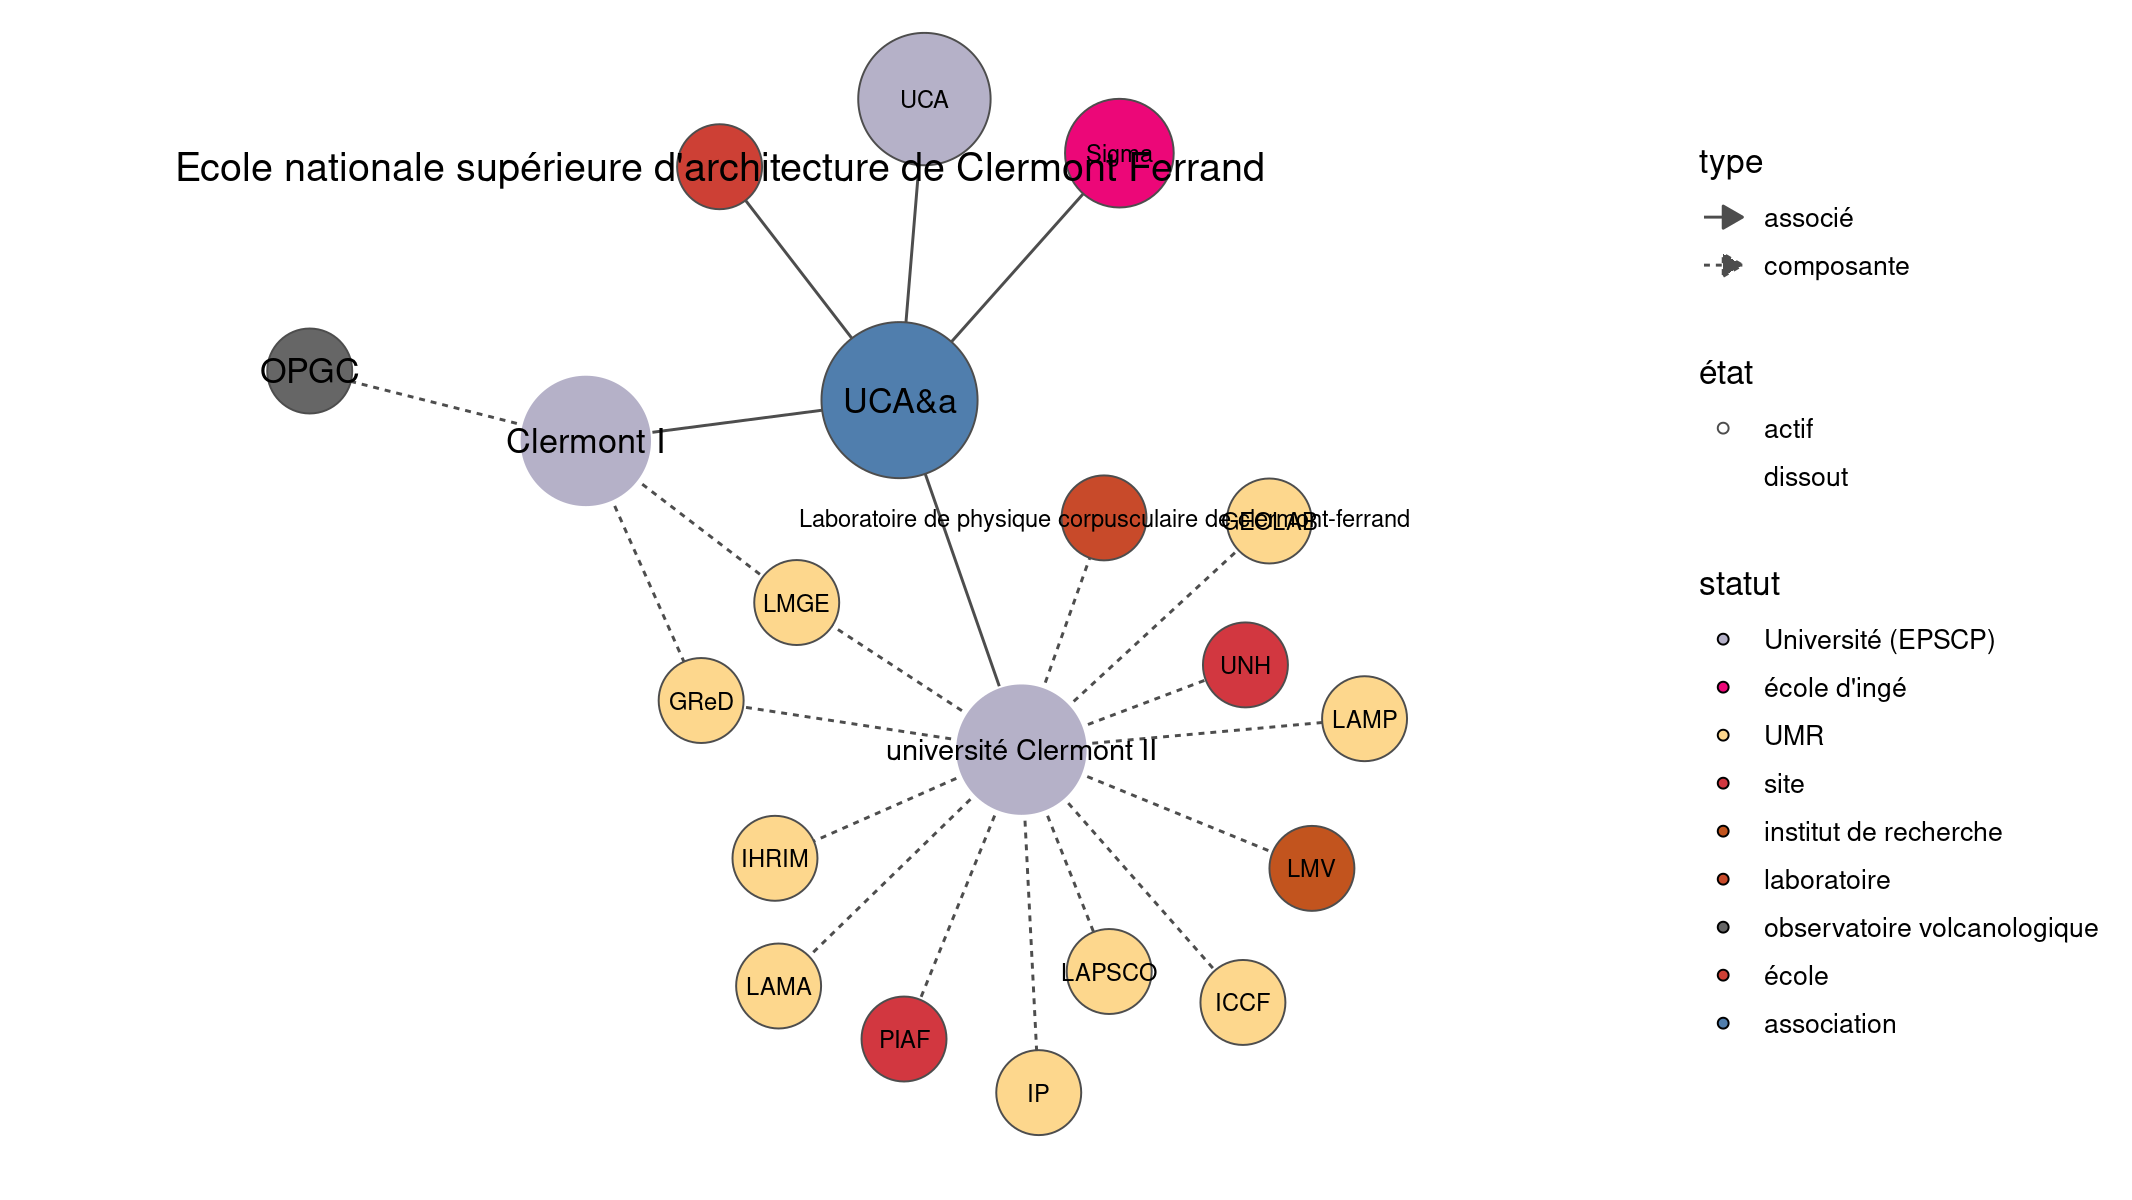 UCA
Sigma
Ecole nationale supérieure d'architecture de Clermont Ferrand
OPGC
UCA&a
Clermont I
Laboratoire de physique corpusculaire de clermont-ferrand
GEOLAB
LMGE
UNH
GReD
LAMP
université Clermont II
IHRIM
LMV
LAPSCO
LAMA
ICCF
PIAF
IP
type
associé
composante
état
actif
dissout
statut
Université (EPSCP)
école d'ingé
UMR
site
institut de recherche
laboratoire
observatoire volcanologique
école
association